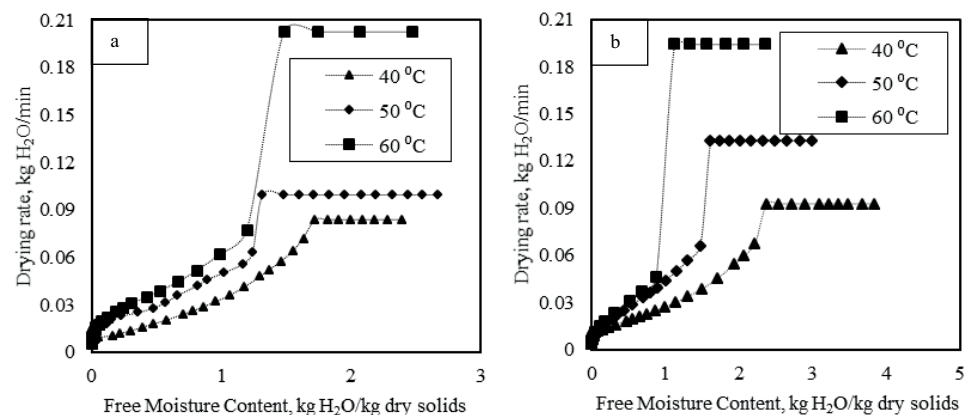 a
0.21
0.18
0.15
0.12
0.09
0.06
0.03
0
Drying rate, kg H₂O/min
40 ⁰C
50 ⁰C
60 ⁰C
0 1 2 3
Free Moisture Content, kg H₂O/kg dry solids
b
0.21
0.18
0.15
0.12
0.09
0.06
0.03
0
Drying rate, kg H₂O/min
40 ⁰C
50 ⁰C
60 ⁰C
0 1 2 3 4 5
Free Moisture Content, kg H₂O/kg dry solids